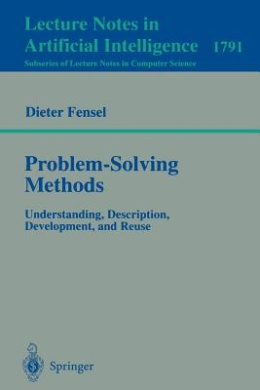 Lecture Notes in
Artificial Intelligence 1791
Subseries of Lecture Notes in Computer Science
Dieter Fensel
Problem-Solving
Methods
Understanding, Description,
Development, and Reuse
Springer